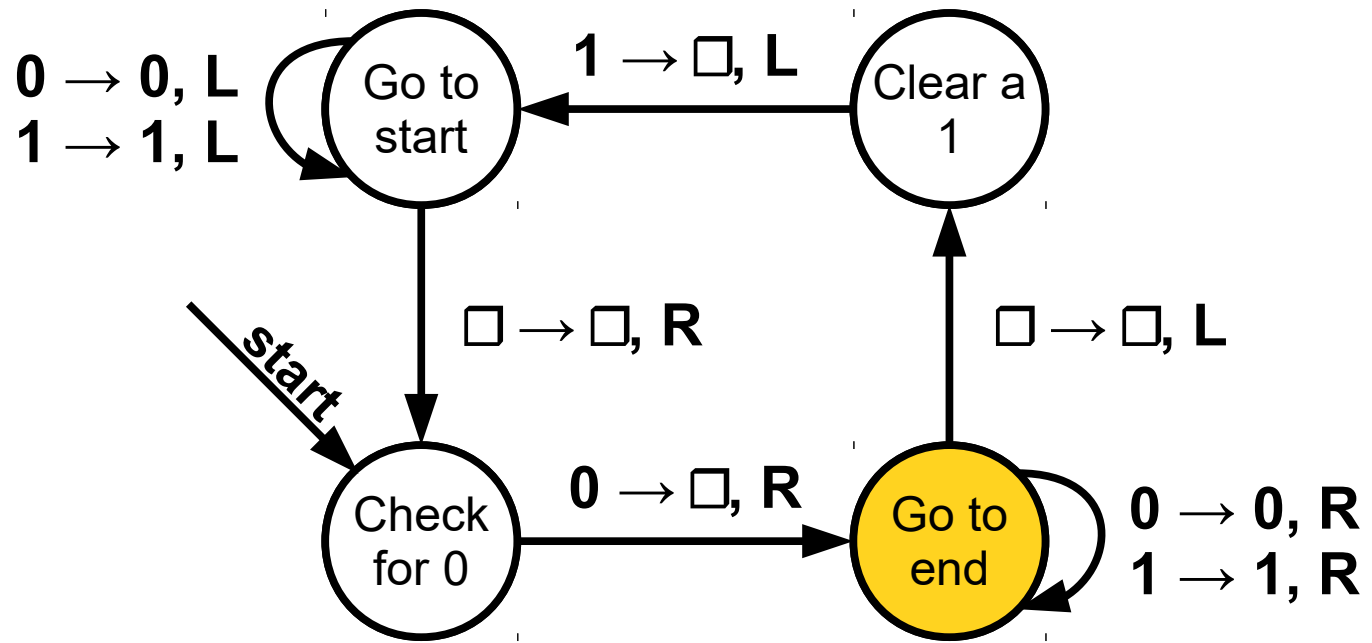 0 → 0, L
1 → 1, L
Go to
start
1 → □, L
Clear a
1
□ → □, R
□ → □, L
start
Check
for 0
0 → □, R
Go to
end
0 → 0, R
1 → 1, R